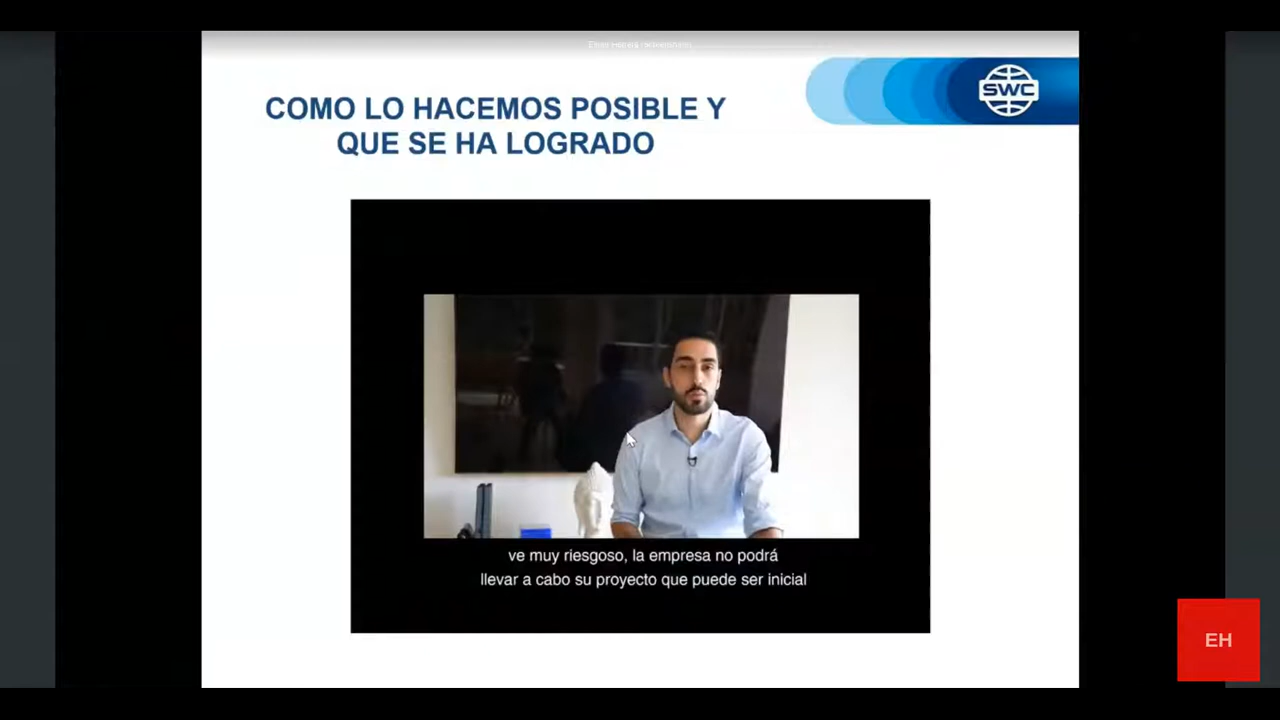 SWC
COMO LO HACEMOS POSIBLE Y
QUE SE HA LOGRADO
ve muy riesgoso, la empresa no podrá
llevar a cabo su proyecto que puede ser inicial
EH